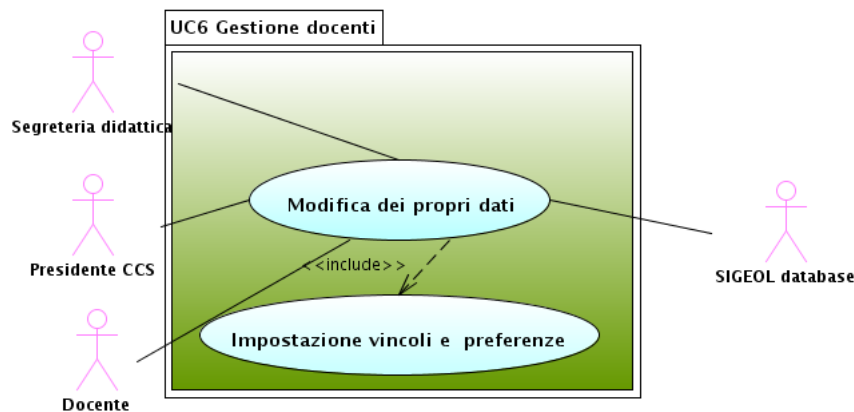 UC6 Gestione docenti
Segreteria didattica
Modifica dei propri dati
Presidente CCS
SIGEOL database
<<include>>
Impostazione vincoli e preferenze
Docente